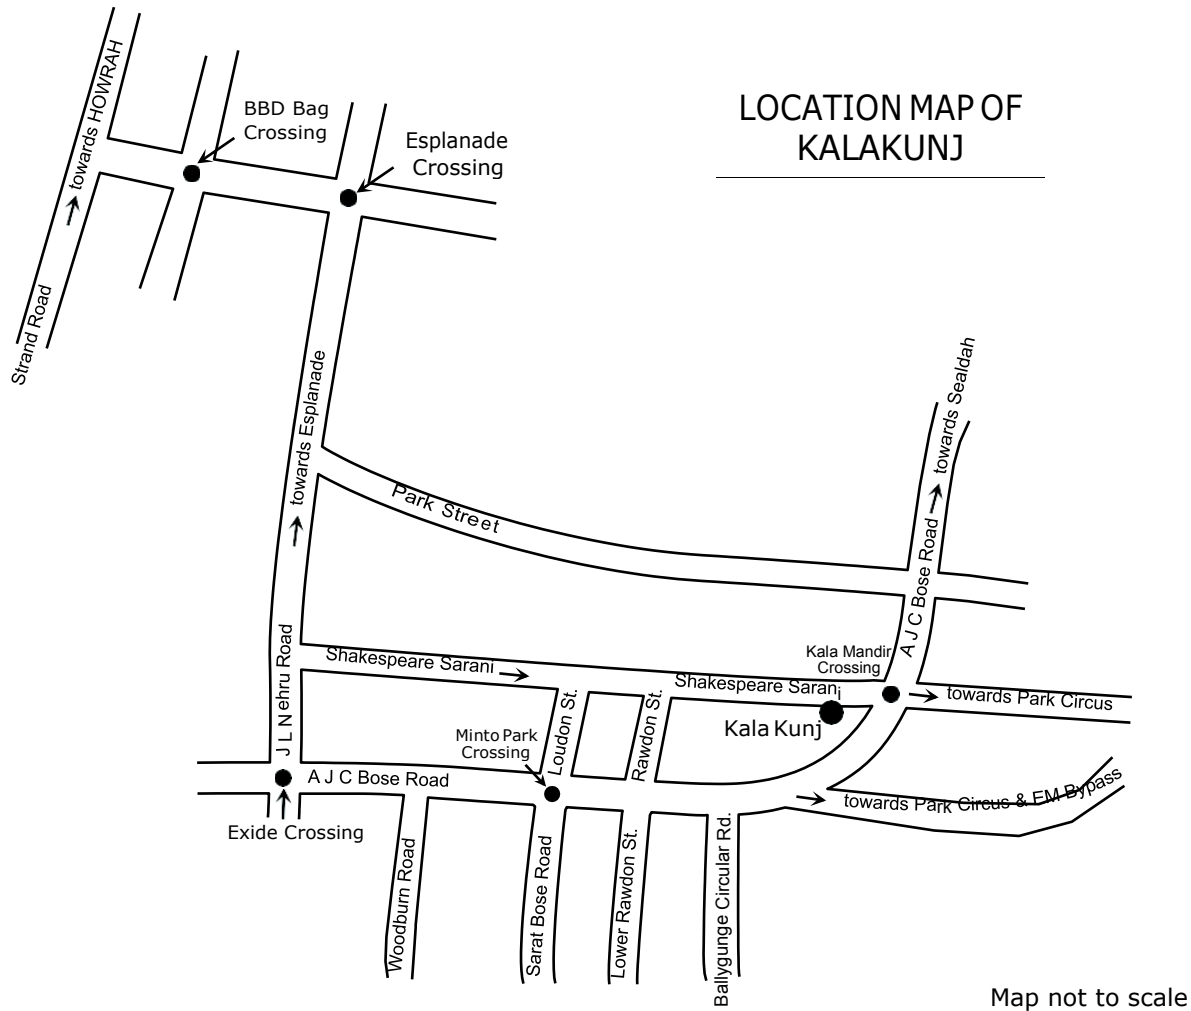 LOCATION MAP OF
KALAKUNJ
towards HOWRAH
Strand Road
BBD Bag
Crossing
Esplanade
Crossing
towards Esplanade
Park Street
towards Sealdah
A J C Bose Road
J L Nehru Road
Shakespeare Sarani
Shakespeare Sarani
Kala Mandir
Crossing
towards Park Circus
Kala Kunj
Loudon St.
Rawdon St.
Minto Park
Crossing
A J C Bose Road
Exide Crossing
towards Park Circus & EM Bypass
Woodburn Road
Sarat Bose Road
Lower Rawdon St.
Ballygunge Circular Rd.
Map not to scale